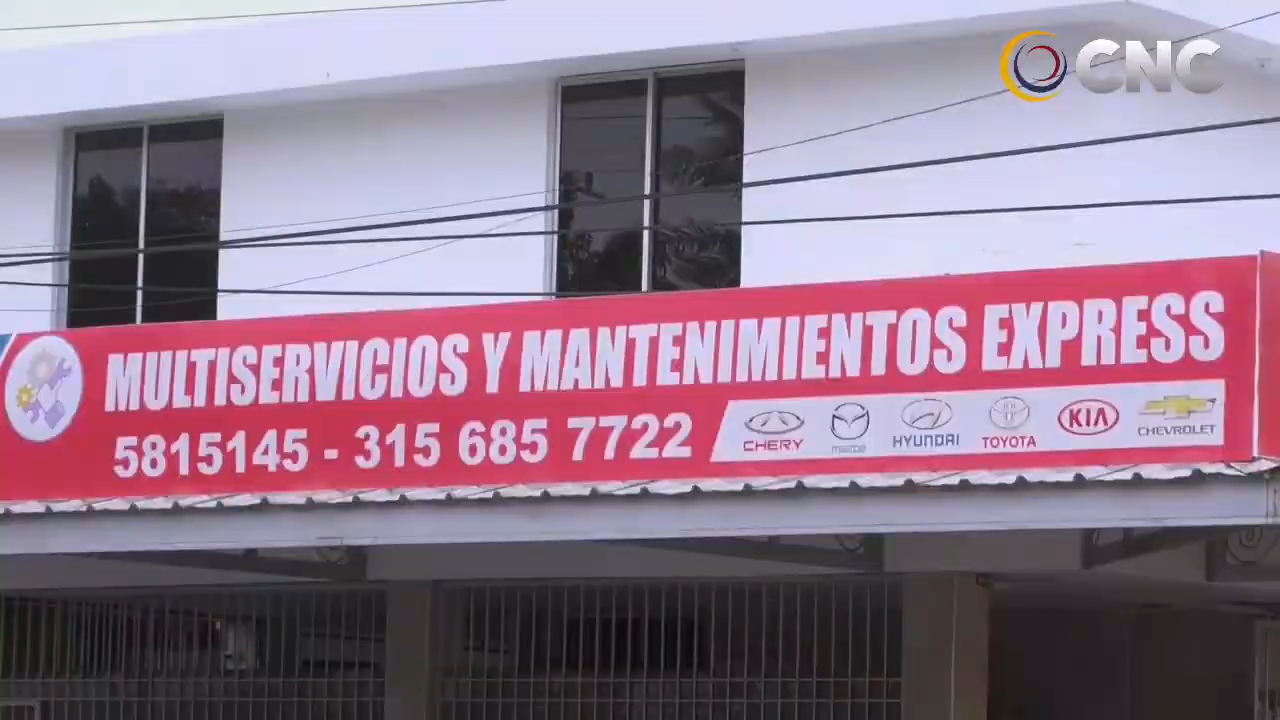 CNC
MULTISERVICIOS Y MANTENIMIENTOS EXPRESS
5815145 - 315 685 7722
CHERY mazda HYUNDAI TOYOTA KIA CHEVROLET